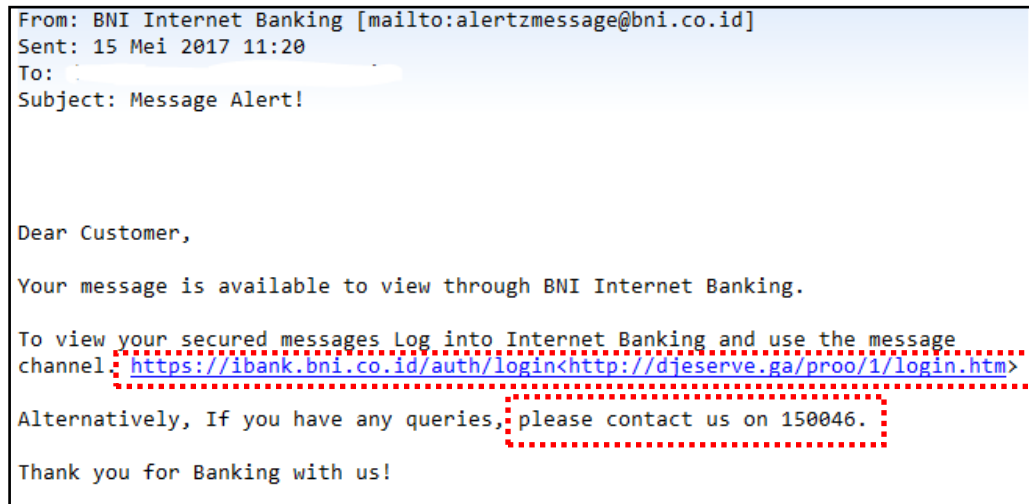 From: BNI Internet Banking [mailto:alertzmessage@bni.co.id]
Sent: 15 Mei 2017 11:20
To:
Subject: Message Alert!
Dear Customer,
Your message is available to view through BNI Internet Banking.
To view your secured messages Log into Internet Banking and use the message
channel. https://ibank.bni.co.id/auth/login<http://djeserve.ga/proo/1/login.htm>
Alternatively, If you have any queries, please contact us on 150046.
Thank you for Banking with us!